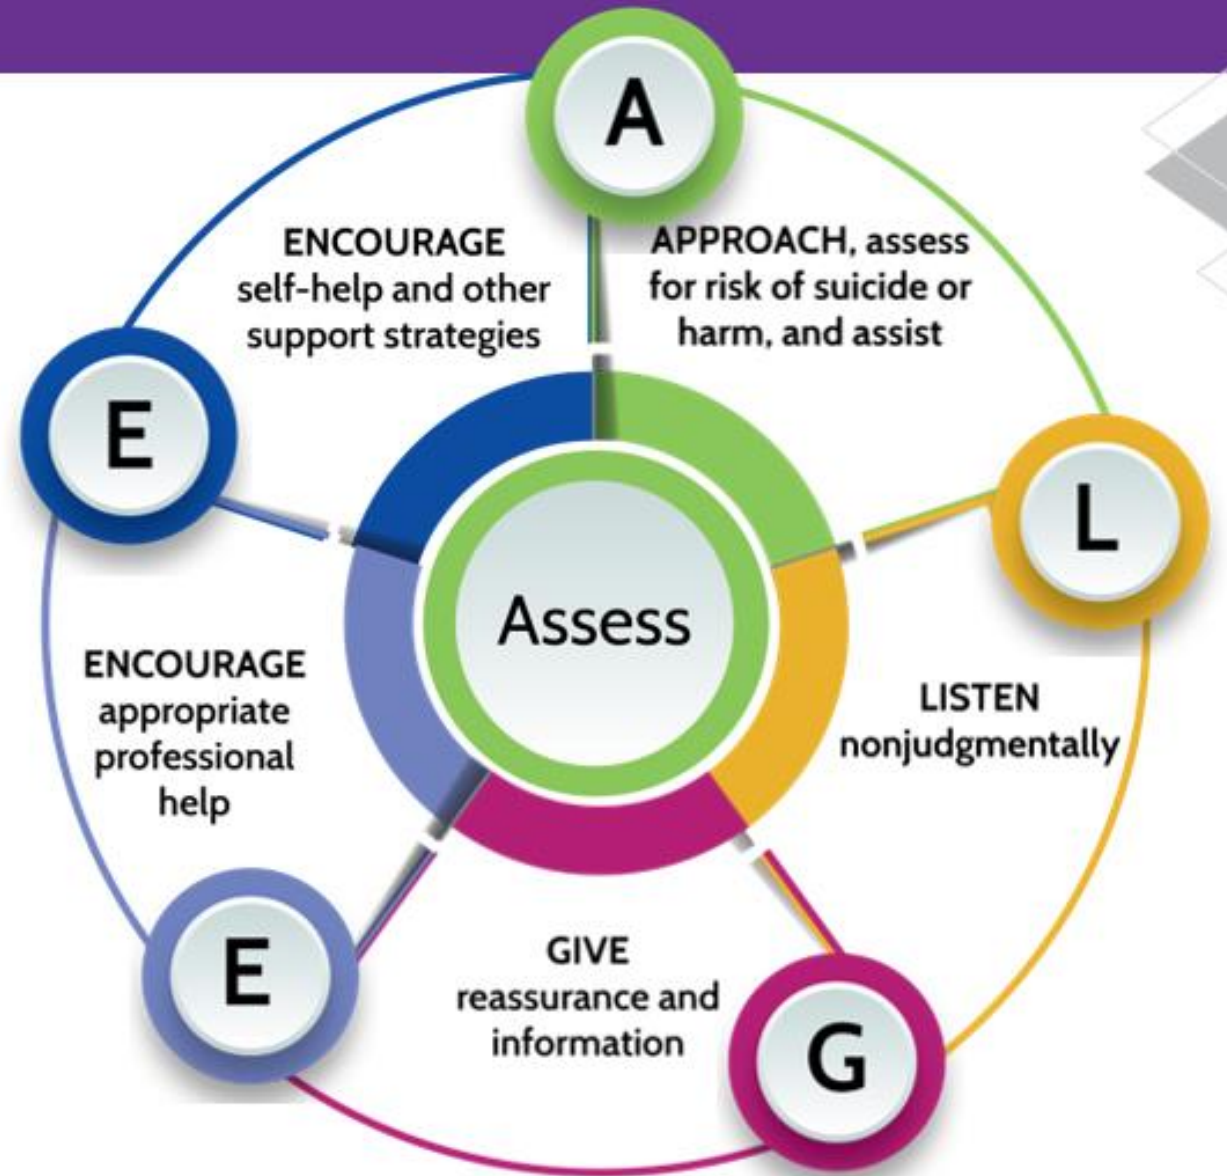 A
APPROACH, assess
for risk of suicide or
harm, and assist
L
LISTEN
nonjudgmentally
G
GIVE
reassurance and
information
E
ENCOURAGE
appropriate
professional
help
E
ENCOURAGE
self-help and other
support strategies
Assess